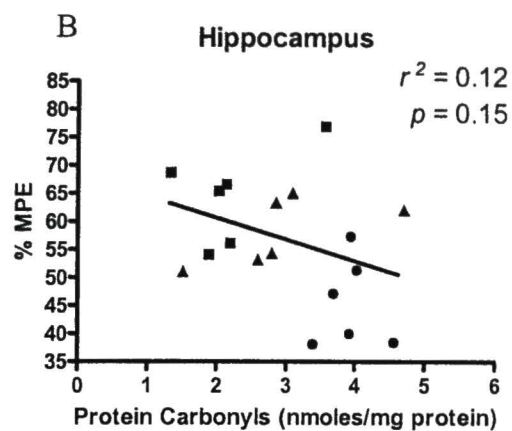 B
Hippocampus
r² = 0.12
p = 0.15
85
80
75
70
65
60
55
50
45
40
35
% MPE
0 1 2 3 4 5 6
Protein Carbonyls (nmoles/mg protein)